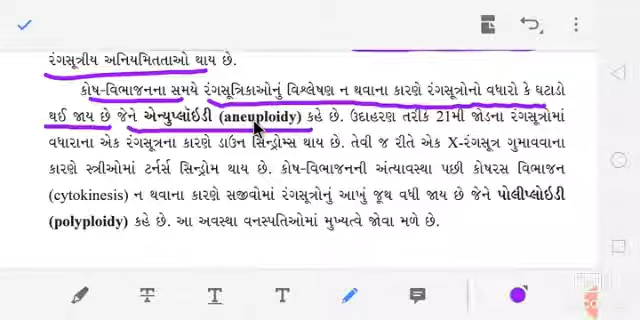 રંગસૂત્રીય અનિયમિતતાઓ થાય છે.
કોષ-વિભાજનના સમયે રંગસૂત્રિકાઓનું વિશ્લેષણ ન થવાના કારણે રંગસૂત્રોનો વધારો કે ઘટાડો
થઈ જાય છે જેને એન્યુપ્લૉઇડી (aneuploidy) કહે છે. ઉદાહરણ તરીકે 21મી જોડના રંગસૂત્રોમાં
વધારાના એક રંગસૂત્રના કારણે ડાઉન સિન્ડ્રોમ્સ થાય છે. તેવી જ રીતે એક X-રંગસૂત્ર ગુમાવવાના
કારણે સ્ત્રીઓમાં ટર્નર્સ સિન્ડ્રોમ થાય છે. કોષ-વિભાજનની અંત્યાવસ્થા પછી કોષરસ વિભાજન
(cytokinesis) ન થવાના કારણે સજીવોમાં રંગસૂત્રોનું આખું જૂથ વધી જાય છે જેને પોલીપ્લોઇડી
(polyploidy) કહે છે. આ અવસ્થા વનસ્પતિઓમાં મુખ્યત્વે જોવા મળે છે.